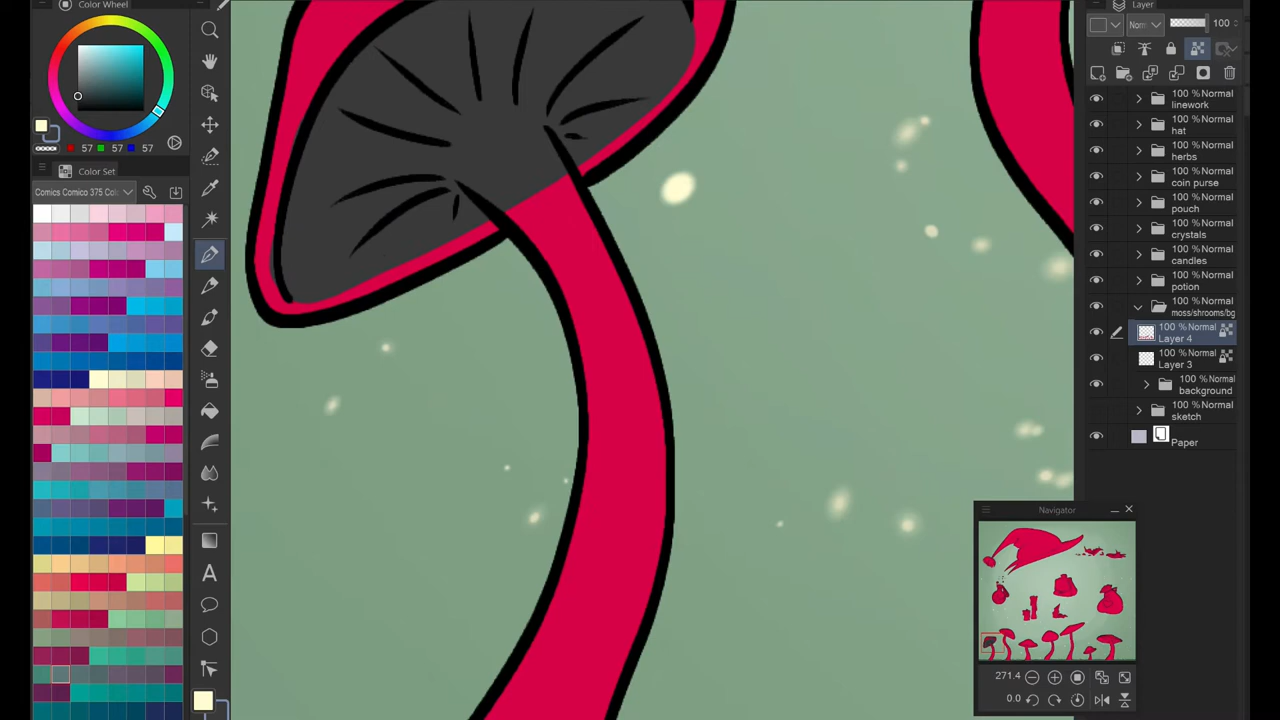 Color Wheel
57
57
57
Color Set
Comics Comico 375 Col
Layer
Norm
100
100 %Normal
linework
100 %Normal
hat
100 %Normal
herbs
100 %Normal
coin purse
100 %Normal
pouch
100 %Normal
crystals
100 %Normal
candles
100 %Normal
potion
100 %Normal
moss/shrooms/bg
100 %Normal
Layer 4
100 %Normal
Layer 3
100 %Normal
background
100 %Normal
sketch
Paper
Navigator
271.4
0.0